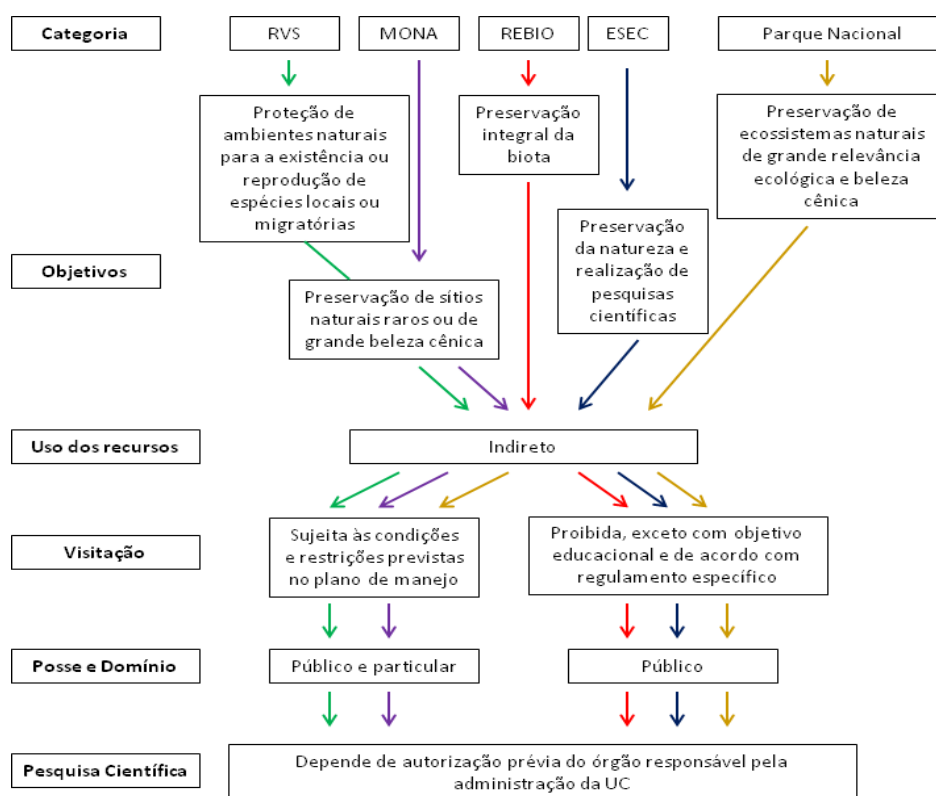 Categoria
RVS
MONA
REBIO
ESEC
Parque Nacional
Proteção de
ambientes naturais
para a existência ou
reprodução de
espécies locais ou
migratórias
Preservação
integral da
biota
Preservação de
ecossistemas naturais
de grande relevância
ecológica e beleza
cênica
Objetivos
Preservação de sítios
naturais raros ou de
grande beleza cênica
Preservação
da natureza e
realização de
pesquisas
científicas
Uso dos recursos
Indireto
Visitação
Sujeita às condições
e restrições previstas
no plano de manejo
Proibida, exceto com objetivo
educacional e de acordo com
regulamento específico
Posse e Domínio
Público e particular
Público
Pesquisa Científica
Depende de autorização prévia do órgão responsável pela
administração da UC